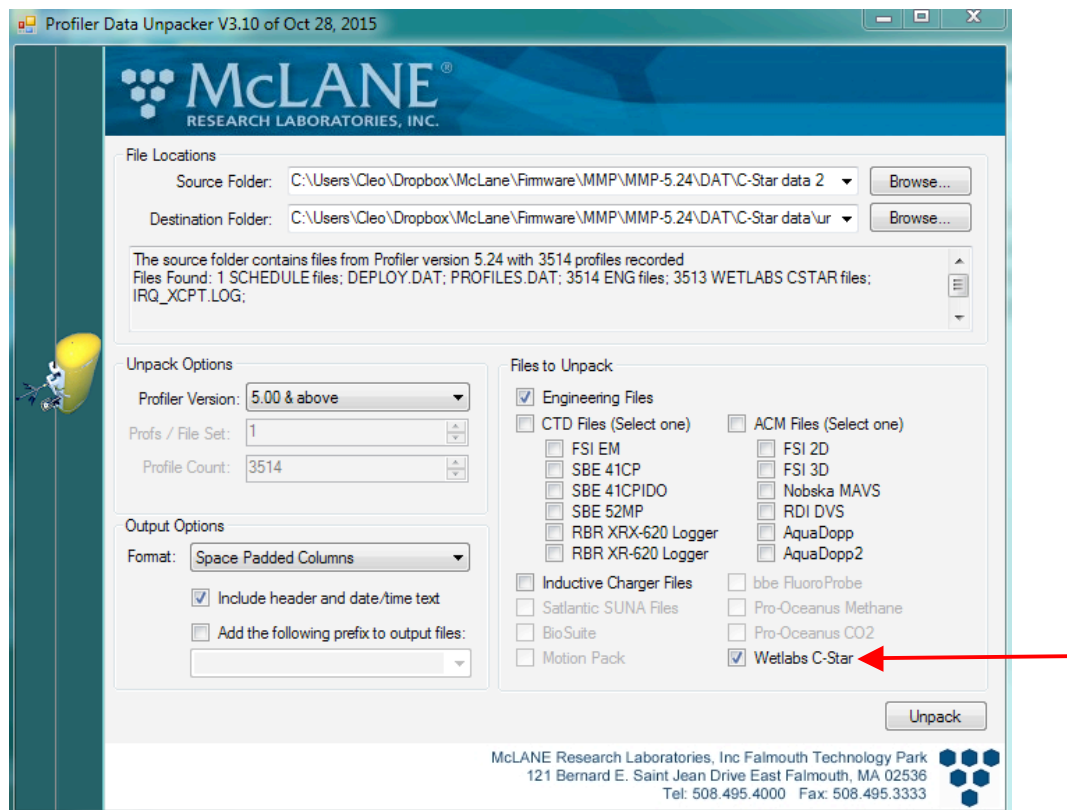 Profiler Data Unpacker V3.10 of Oct 28, 2015
McLANE®
RESEARCH LABORATORIES, INC.
File Locations
Source Folder: C:\Users\Cleo\Dropbox\McLane\Firmware\MMP\MMP-5.24\DAT\C-Star data 2 Browse...
Destination Folder: C:\Users\Cleo\Dropbox\McLane\Firmware\MMP\MMP-5.24\DAT\C-Star data\ur Browse...
The source folder contains files from Profiler version 5.24 with 3514 profiles recorded
Files Found: 1 SCHEDULE files; DEPLOY.DAT; PROFILES.DAT; 3514 ENG files; 3513 WETLABS CSTAR files;
IRQ_XCPT.LOG;
Unpack Options
Profiler Version: 5.00 & above
Profs / File Set: 1
Profile Count: 3514
Output Options
Format: Space Padded Columns
Include header and date/time text
Add the following prefix to output files:
Files to Unpack
Engineering Files
CTD Files (Select one)
FSI EM
SBE 41CP
SBE 41CPIDO
SBE 52MP
RBR XRX-620 Logger
RBR XR-620 Logger
ACM Files (Select one)
FSI 2D
FSI 3D
Nobska MAVS
RDI DVS
AquaDopp
AquaDopp2
Inductive Charger Files
Satlantic SUNA Files
BioSuite
Motion Pack
bbe FluoroProbe
Pro-Oceanus Methane
Pro-Oceanus CO2
Wetlabs C-Star
Unpack
McLANE Research Laboratories, Inc Falmouth Technology Park
121 Bernard E. Saint Jean Drive East Falmouth, MA 02536
Tel: 508.495.4000 Fax: 508.495.3333